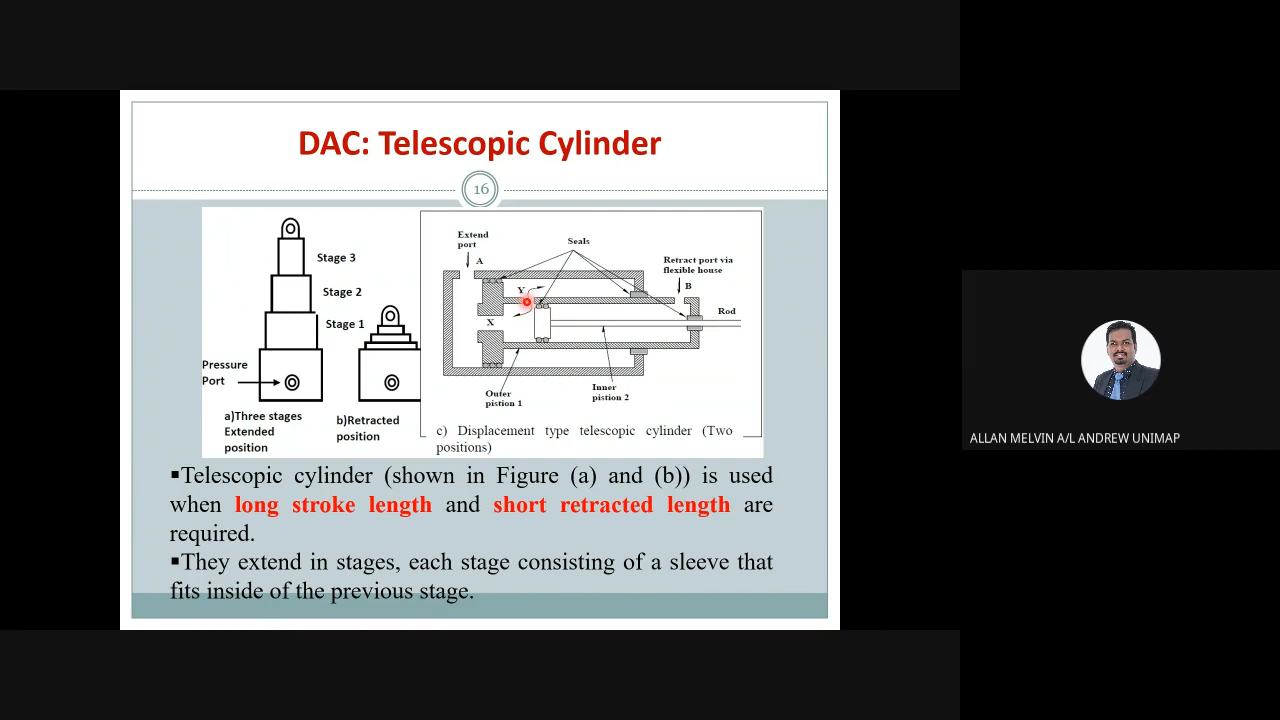 DAC: Telescopic Cylinder
16
Stage 3
Stage 2
Stage 1
Pressure
Port
a)Three stages
Extended
position
b)Retracted
position
Extend
port
A
Seals
Retract port via
flexible house
B
Y
X
Rod
Outer
pistion 1
Inner
pistion 2
c) Displacement type telescopic cylinder (Two
positions)
▪Telescopic cylinder (shown in Figure (a) and (b)) is used
when long stroke length and short retracted length are
required.
▪They extend in stages, each stage consisting of a sleeve that
fits inside of the previous stage.
ALLAN MELVIN A/L ANDREW UNIMAP